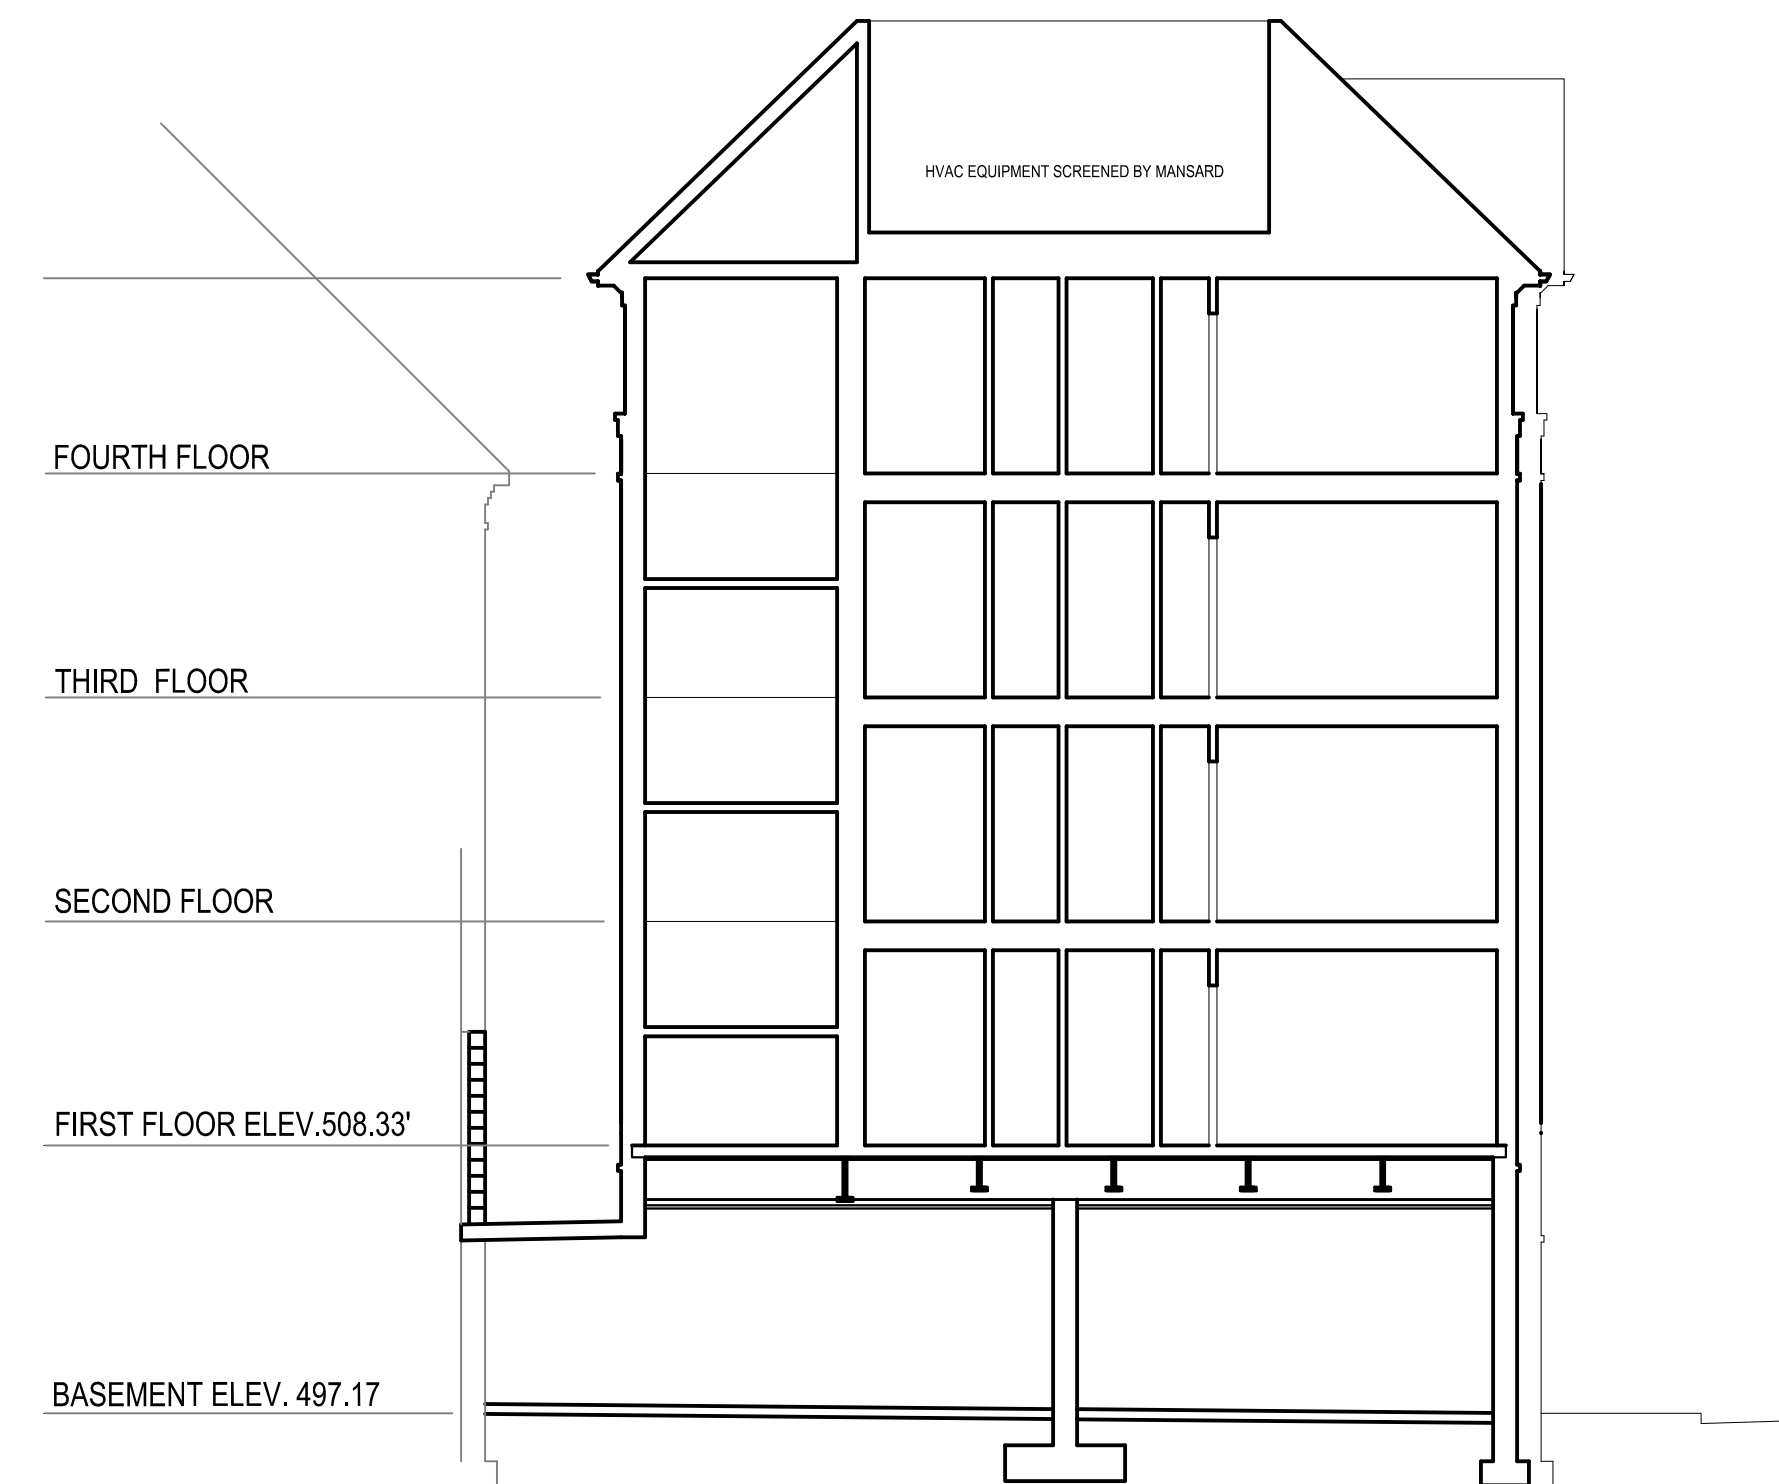 HVAC EQUIPMENT SCREENED BY MANSARD
FOURTH FLOOR
THIRD FLOOR
SECOND FLOOR
FIRST FLOOR ELEV.508.33'
BASEMENT ELEV. 497.17